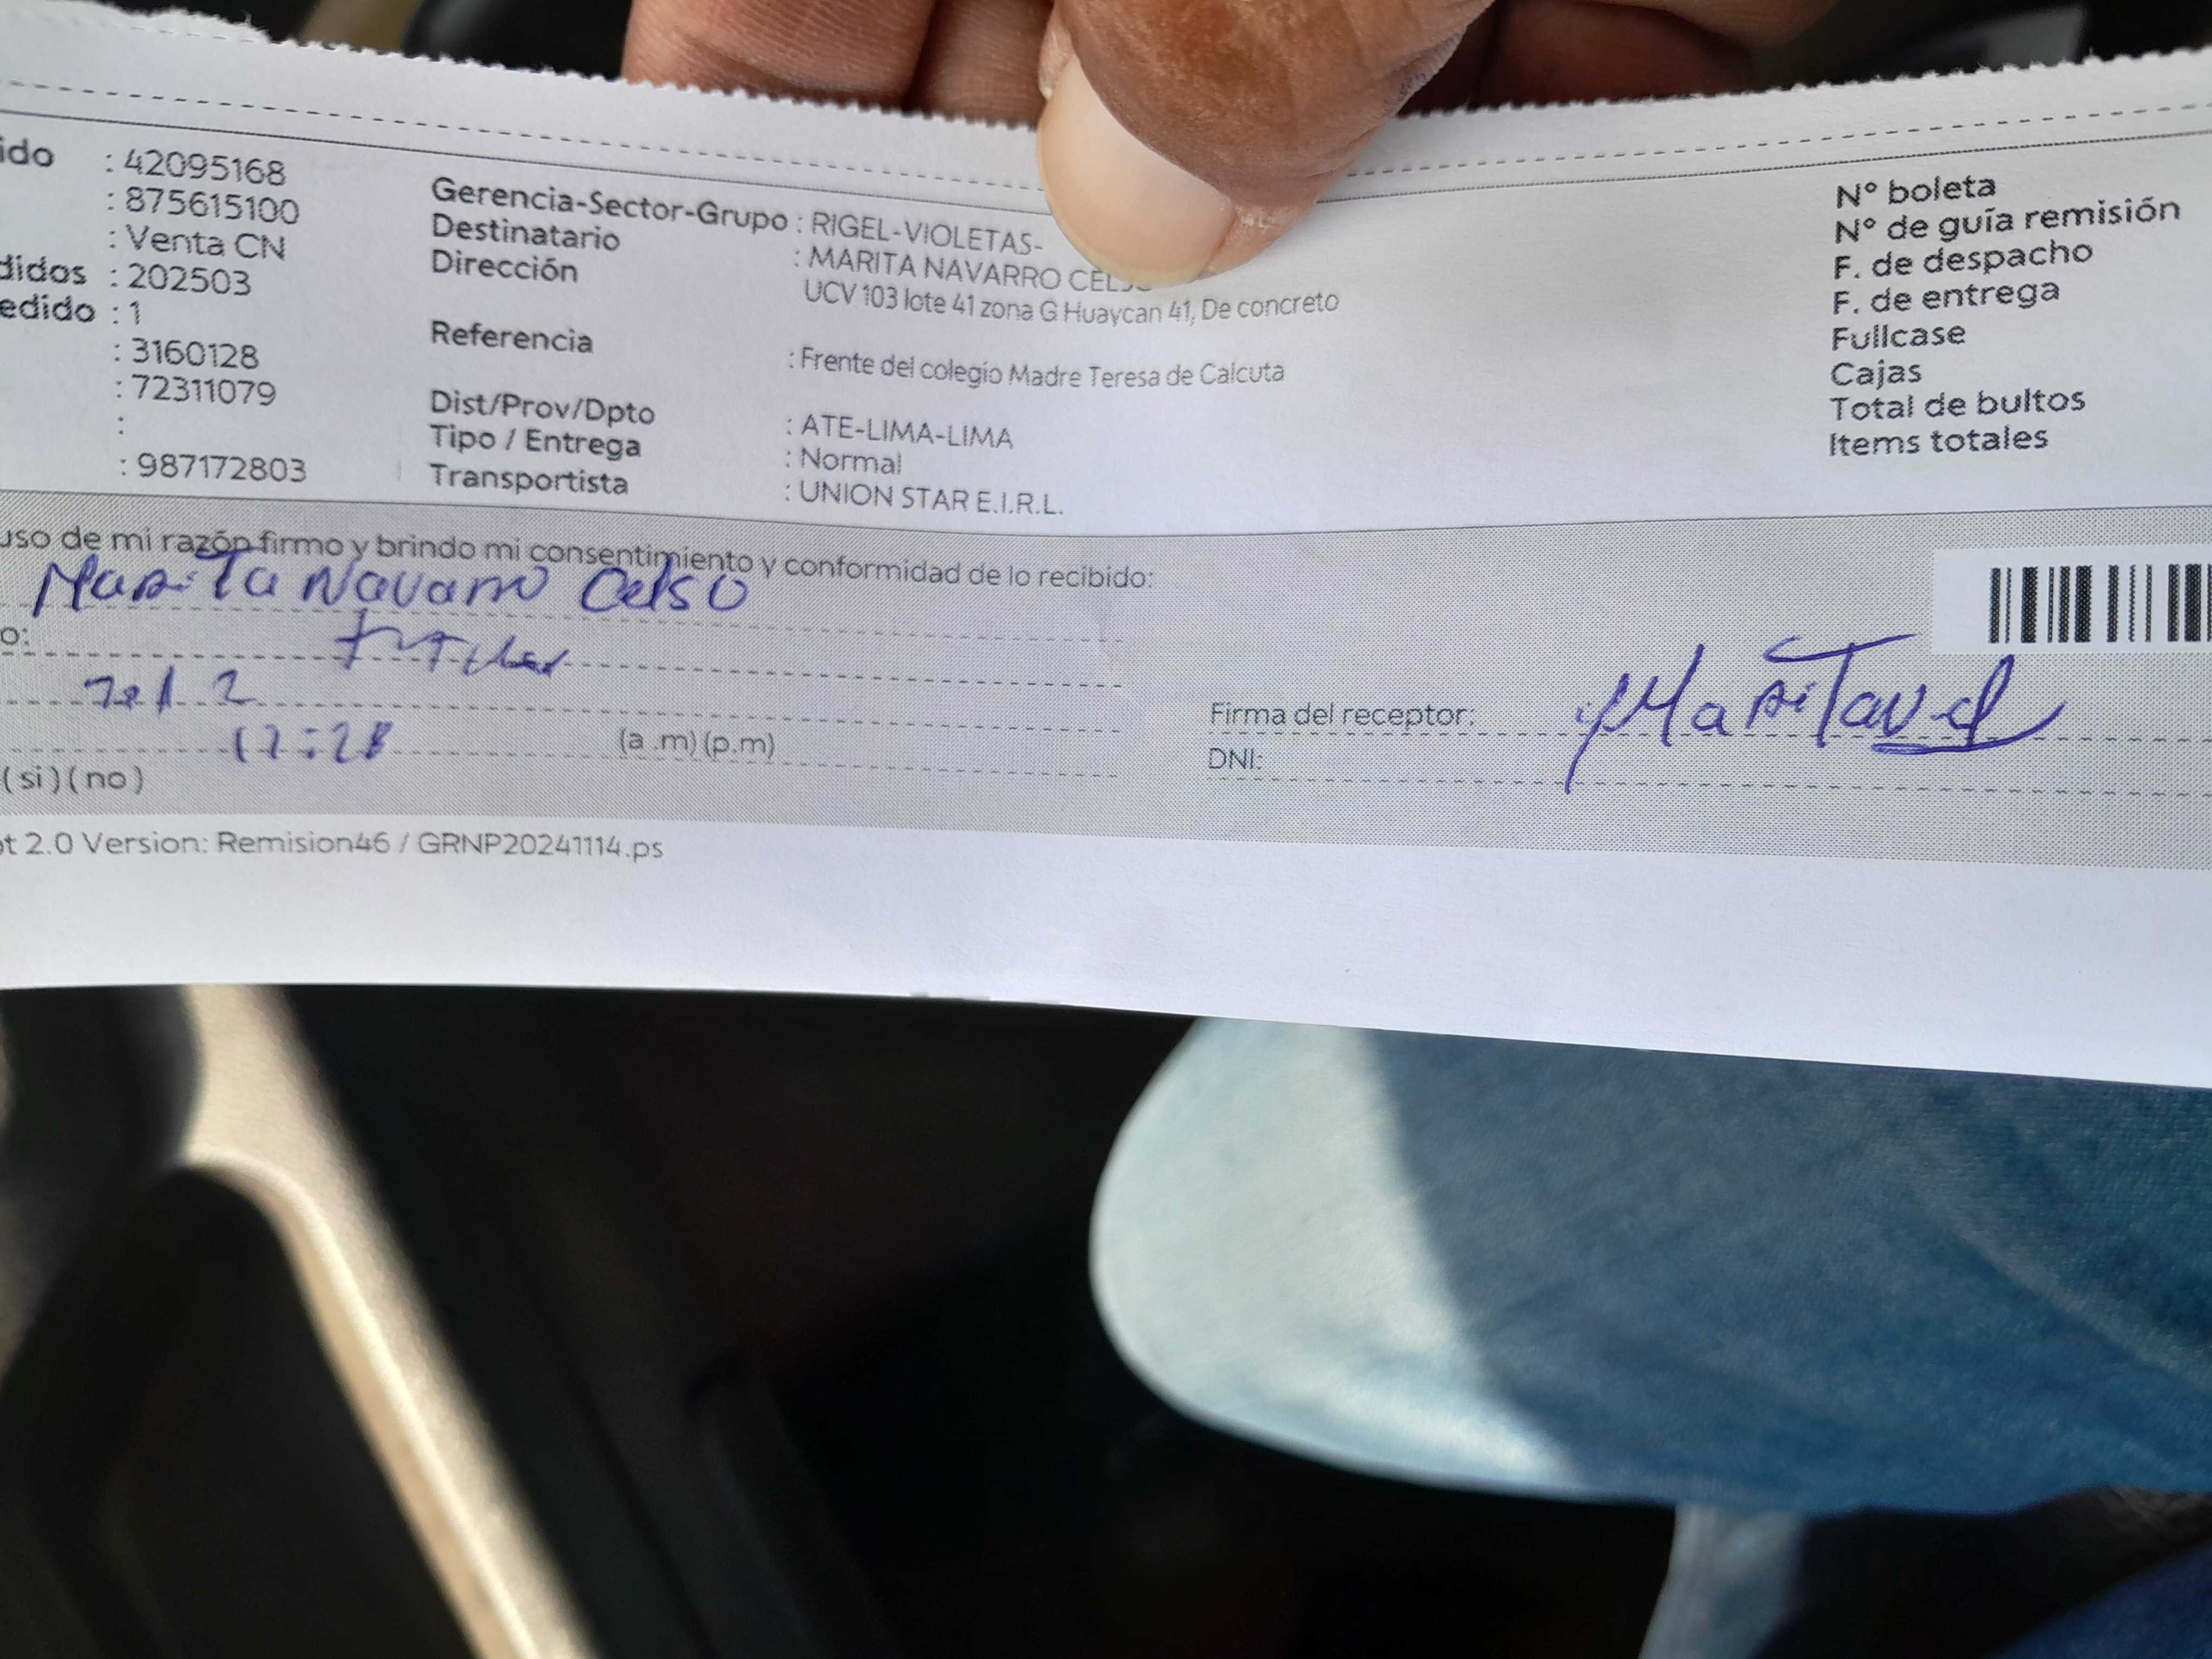 ido : 42095168
: 875615100
: Venta CN
didos : 202503
edido : 1
: 3160128
: 72311079
:
: 987172803
Gerencia-Sector-Grupo : RIGEL-VIOLETAS-
Destinatario : MARITA NAVARRO CELSO
Dirección UCV 103 lote 41 zona G Huaycan 41, De concreto
Referencia : Frente del colegio Madre Teresa de Calcuta
Dist/Prov/Dpto : ATE-LIMA-LIMA
Tipo / Entrega : Normal
Transportista : UNION STAR E.I.R.L.
N° boleta
N° de guía remisión
F. de despacho
F. de entrega
Fullcase
Cajas
Total de bultos
Items totales
uso de mi razón firmo y brindo mi consentimiento y conformidad de lo recibido:
Marita Navarro Celso
o:
(a .m) (p.m)
( si ) ( no )
Firma del receptor:
DNI:
ot 2.0 Version: Remision46 / GRNP20241114.ps